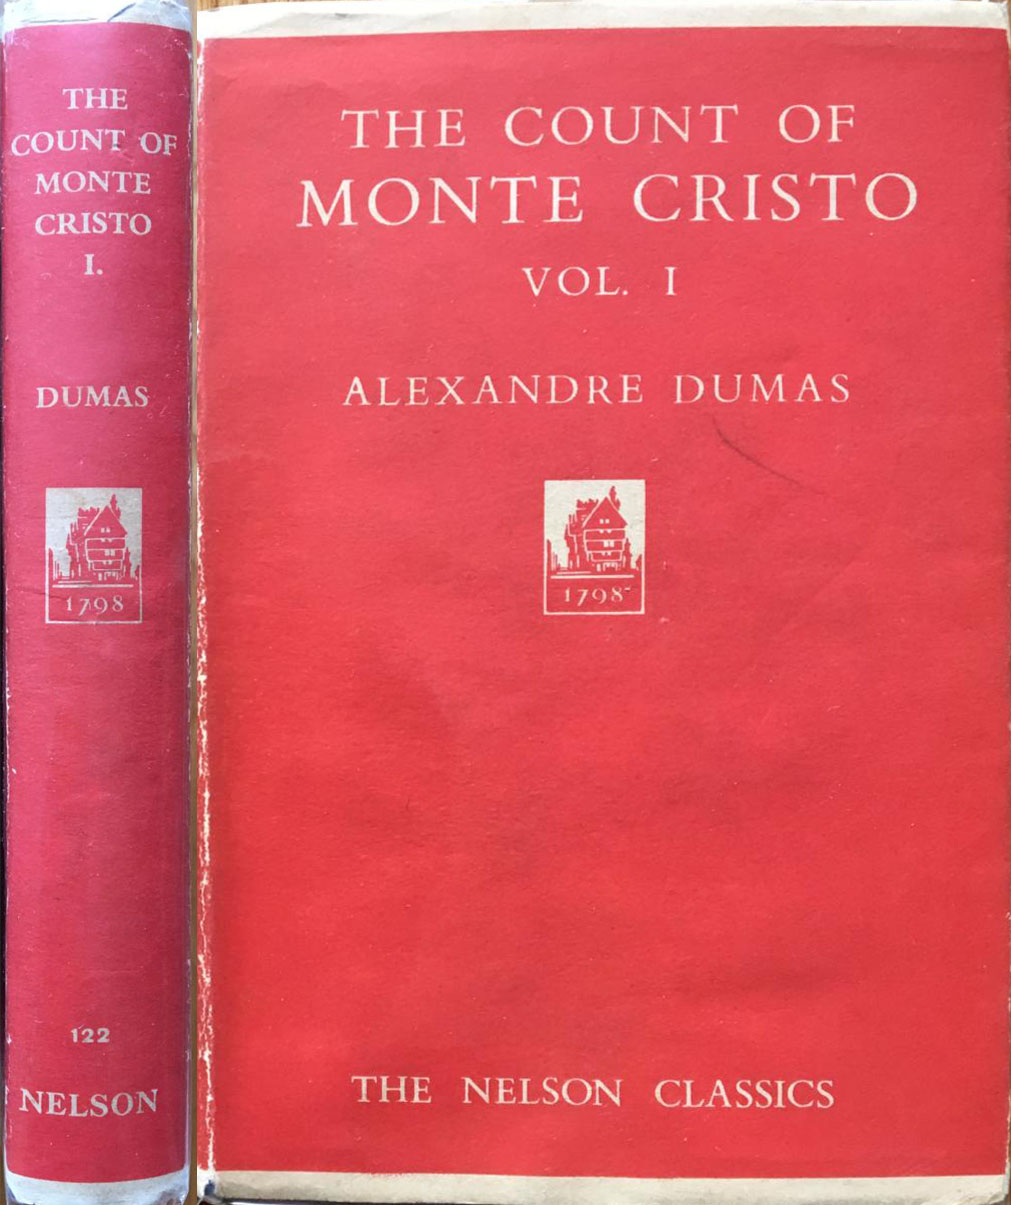 THE
COUNT OF
MONTE
CRISTO
I.
DUMAS
1798
122
NELSON
THE COUNT OF
MONTE CRISTO
VOL. I
ALEXANDRE DUMAS
1798
THE NELSON CLASSICS